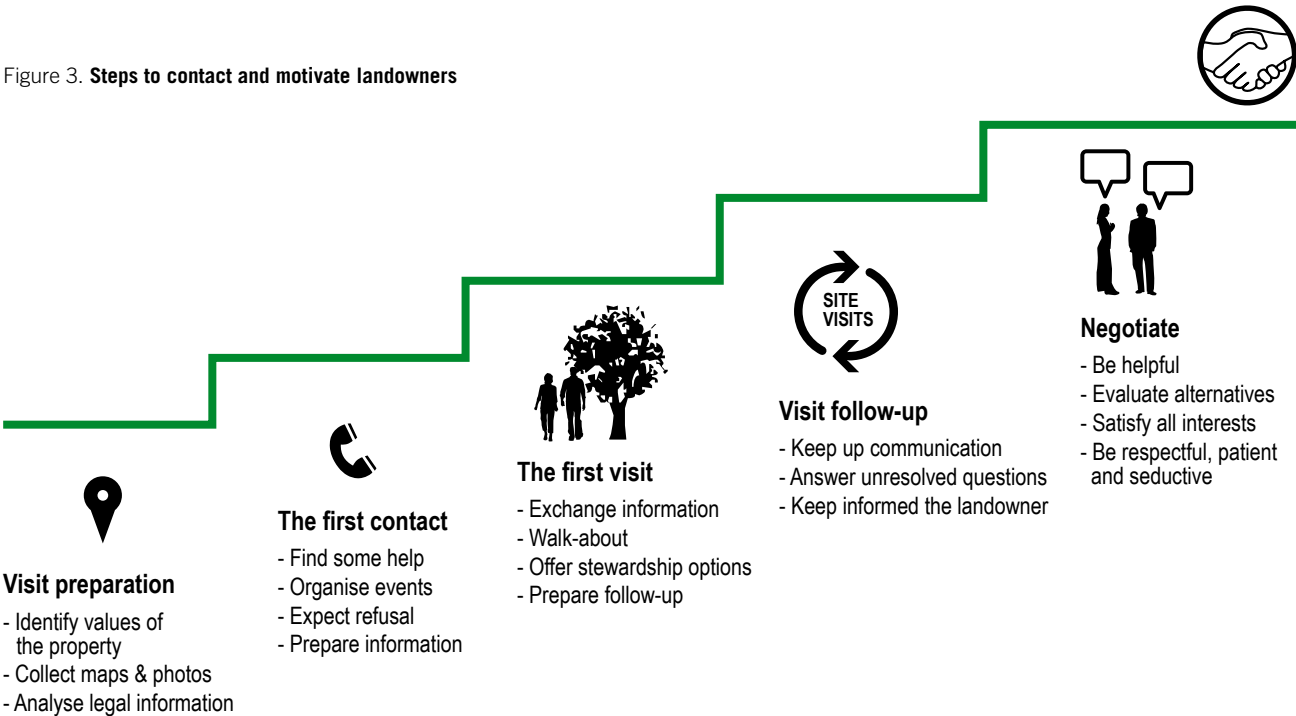 Figure 3. Steps to contact and motivate landowners
Visit preparation
- Identify values of
the property
- Collect maps & photos
- Analyse legal information
The first contact
- Find some help
- Organise events
- Expect refusal
- Prepare information
The first visit
- Exchange information
- Walk-about
- Offer stewardship options
- Prepare follow-up
SITE
VISITS
Visit follow-up
- Keep up communication
- Answer unresolved questions
- Keep informed the landowner
Negotiate
- Be helpful
- Evaluate alternatives
- Satisfy all interests
- Be respectful, patient
and seductive